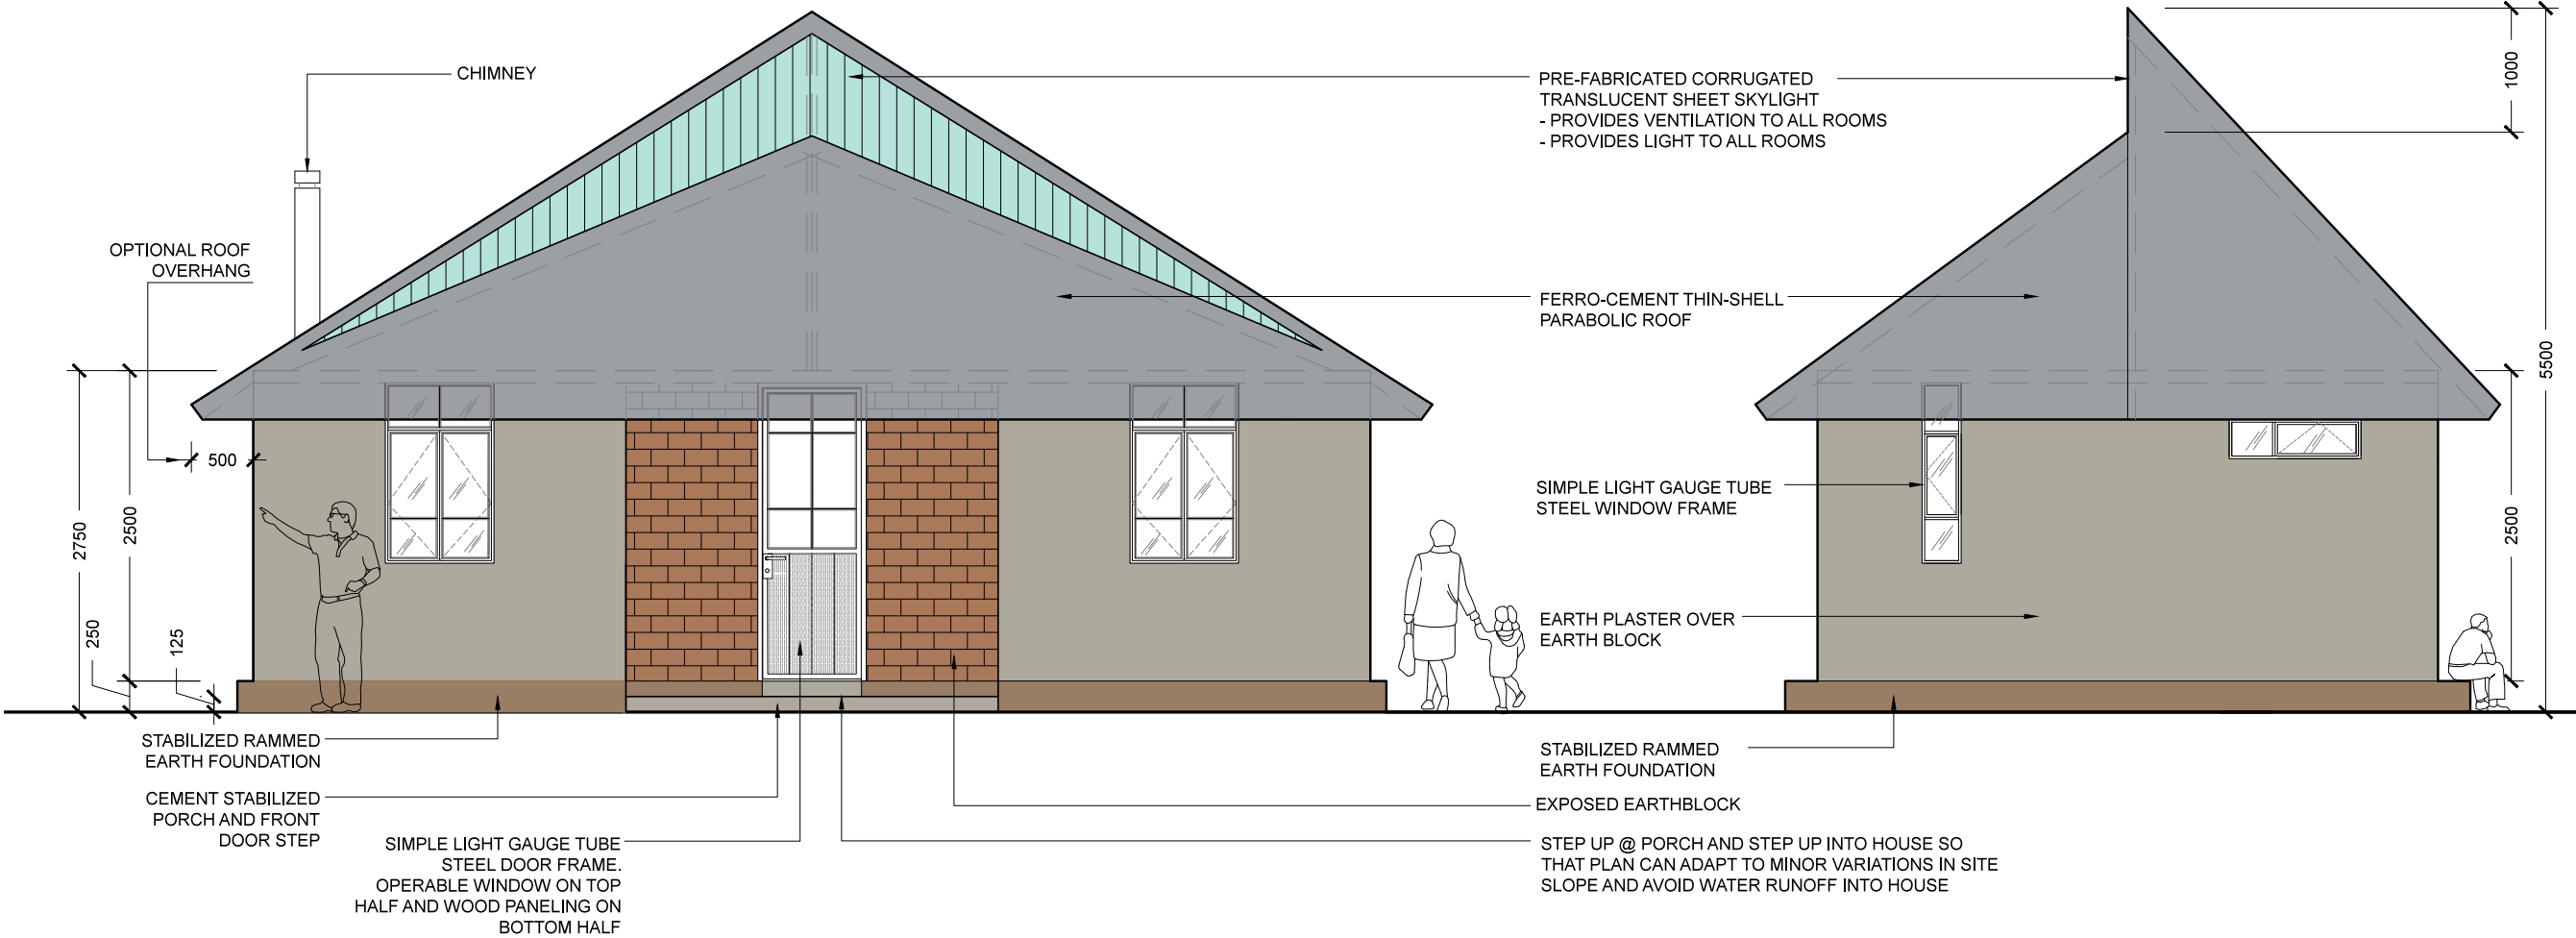 CHIMNEY
OPTIONAL ROOF
OVERHANG
500
2750
2500
250
125
STABILIZED RAMMED
EARTH FOUNDATION
CEMENT STABILIZED
PORCH AND FRONT
DOOR STEP
SIMPLE LIGHT GAUGE TUBE
STEEL DOOR FRAME.
OPERABLE WINDOW ON TOP
HALF AND WOOD PANELING ON
BOTTOM HALF
PRE-FABRICATED CORRUGATED
TRANSLUCENT SHEET SKYLIGHT
- PROVIDES VENTILATION TO ALL ROOMS
- PROVIDES LIGHT TO ALL ROOMS
FERRO-CEMENT THIN-SHELL
PARABOLIC ROOF
SIMPLE LIGHT GAUGE TUBE
STEEL WINDOW FRAME
EARTH PLASTER OVER
EARTH BLOCK
STABILIZED RAMMED
EARTH FOUNDATION
EXPOSED EARTHBLOCK
STEP UP @ PORCH AND STEP UP INTO HOUSE SO
THAT PLAN CAN ADAPT TO MINOR VARIATIONS IN SITE
SLOPE AND AVOID WATER RUNOFF INTO HOUSE
1000
5500
2500